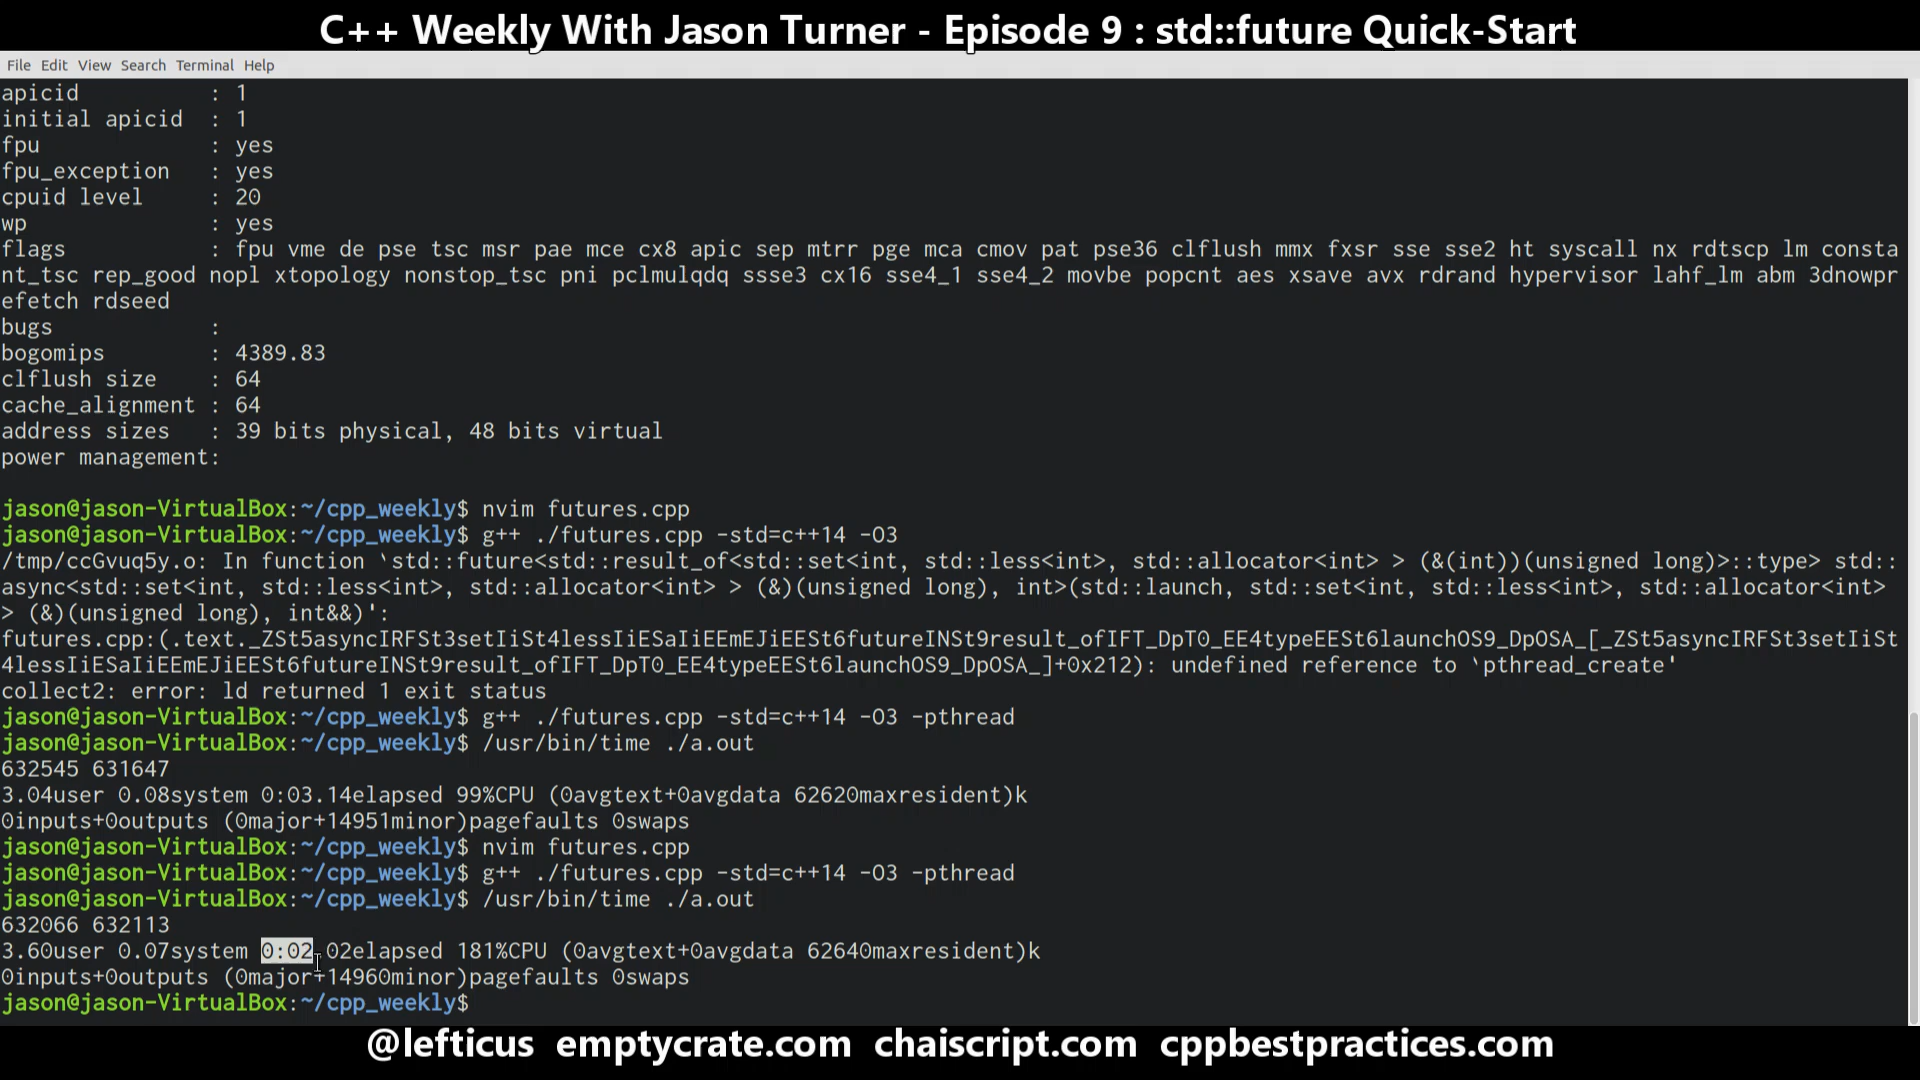 C++ Weekly With Jason Turner - Episode 9 : std::future Quick-Start
File Edit View Search Terminal Help
apicid : 1
initial apicid : 1
fpu : yes
fpu_exception : yes
cpuid level : 20
wp : yes
flags : fpu vme de pse tsc msr pae mce cx8 apic sep mtrr pge mca cmov pat pse36 clflush mmx fxsr sse sse2 ht syscall nx rdtscp lm consta
nt_tsc rep_good nopl xtopology nonstop_tsc pni pclmulqdq ssse3 cx16 sse4_1 sse4_2 movbe popcnt aes xsave avx rdrand hypervisor lahf_lm abm 3dnowpr
efetch rdseed
bugs :
bogomips : 4389.83
clflush size : 64
cache_alignment : 64
address sizes : 39 bits physical, 48 bits virtual
power management:
jason@jason-VirtualBox:~/cpp_weekly$ nvim futures.cpp
jason@jason-VirtualBox:~/cpp_weekly$ g++ ./futures.cpp -std=c++14 -O3
/tmp/ccGvuq5y.o: In function `std::future<std::result_of<std::set<int, std::less<int>, std::allocator<int> > (&(int))(unsigned long)>::type> std::
async<std::set<int, std::less<int>, std::allocator<int> > (&)(unsigned long), int>(std::launch, std::set<int, std::less<int>, std::allocator<int>
> (&)(unsigned long), int&&)':
futures.cpp:(.text._ZSt5asyncIRFSt3setIiSt4lessIiESaIiEEmEJiEESt6futureINSt9result_ofIFT_DpT0_EE4typeEESt6launchOS9_DpOSA_[_ZSt5asyncIRFSt3setIiSt
4lessIiESaIiEEmEJiEESt6futureINSt9result_ofIFT_DpT0_EE4typeEESt6launchOS9_DpOSA_]+0x212): undefined reference to `pthread_create'
collect2: error: ld returned 1 exit status
jason@jason-VirtualBox:~/cpp_weekly$ g++ ./futures.cpp -std=c++14 -O3 -pthread
jason@jason-VirtualBox:~/cpp_weekly$ /usr/bin/time ./a.out
632545 631647
3.04user 0.08system 0:03.14elapsed 99%CPU (0avgtext+0avgdata 62620maxresident)k
0inputs+0outputs (0major+14951minor)pagefaults 0swaps
jason@jason-VirtualBox:~/cpp_weekly$ nvim futures.cpp
jason@jason-VirtualBox:~/cpp_weekly$ g++ ./futures.cpp -std=c++14 -O3 -pthread
jason@jason-VirtualBox:~/cpp_weekly$ /usr/bin/time ./a.out
632066 632113
3.60user 0.07system 0:02.02elapsed 181%CPU (0avgtext+0avgdata 62640maxresident)k
0inputs+0outputs (0major+14960minor)pagefaults 0swaps
jason@jason-VirtualBox:~/cpp_weekly$
@lefticus emptycrate.com chaiscript.com cppbestpractices.com